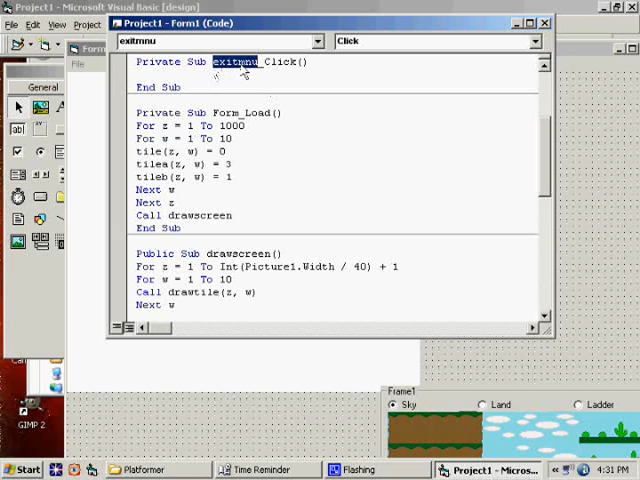 Project1 - Microsoft Visual Basic [design]
File Edit View Project
Project1 - Form1 (Code)
exitmnu
Click
Form
File
General
A
ab|
Private Sub exitmnu_Click()
End Sub
Private Sub Form_Load()
For z = 1 To 1000
For w = 1 To 10
tile(z, w) = 0
tilea(z, w) = 3
tileb(z, w) = 1
Next w
Next z
Call drawscreen
End Sub
Public Sub drawscreen()
For z = 1 To Int(Picture1.Width / 40) + 1
For w = 1 To 10
Call drawtile(z, w)
Next w
GIMP 2
Frame1
Sky
Land
Ladder
Start
Platformer
Time Reminder
Flashing
Project1 - Micros...
4:31 PM